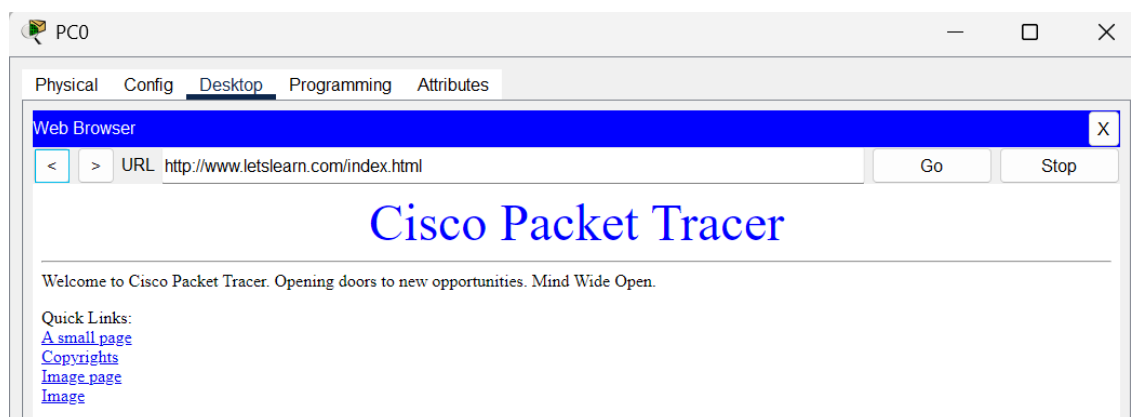 PC0
Physical Config Desktop Programming Attributes
Web Browser X
< > URL http://www.letslearn.com/index.html Go Stop
Cisco Packet Tracer
Welcome to Cisco Packet Tracer. Opening doors to new opportunities. Mind Wide Open.
Quick Links:
A small page
Copyrights
Image page
Image